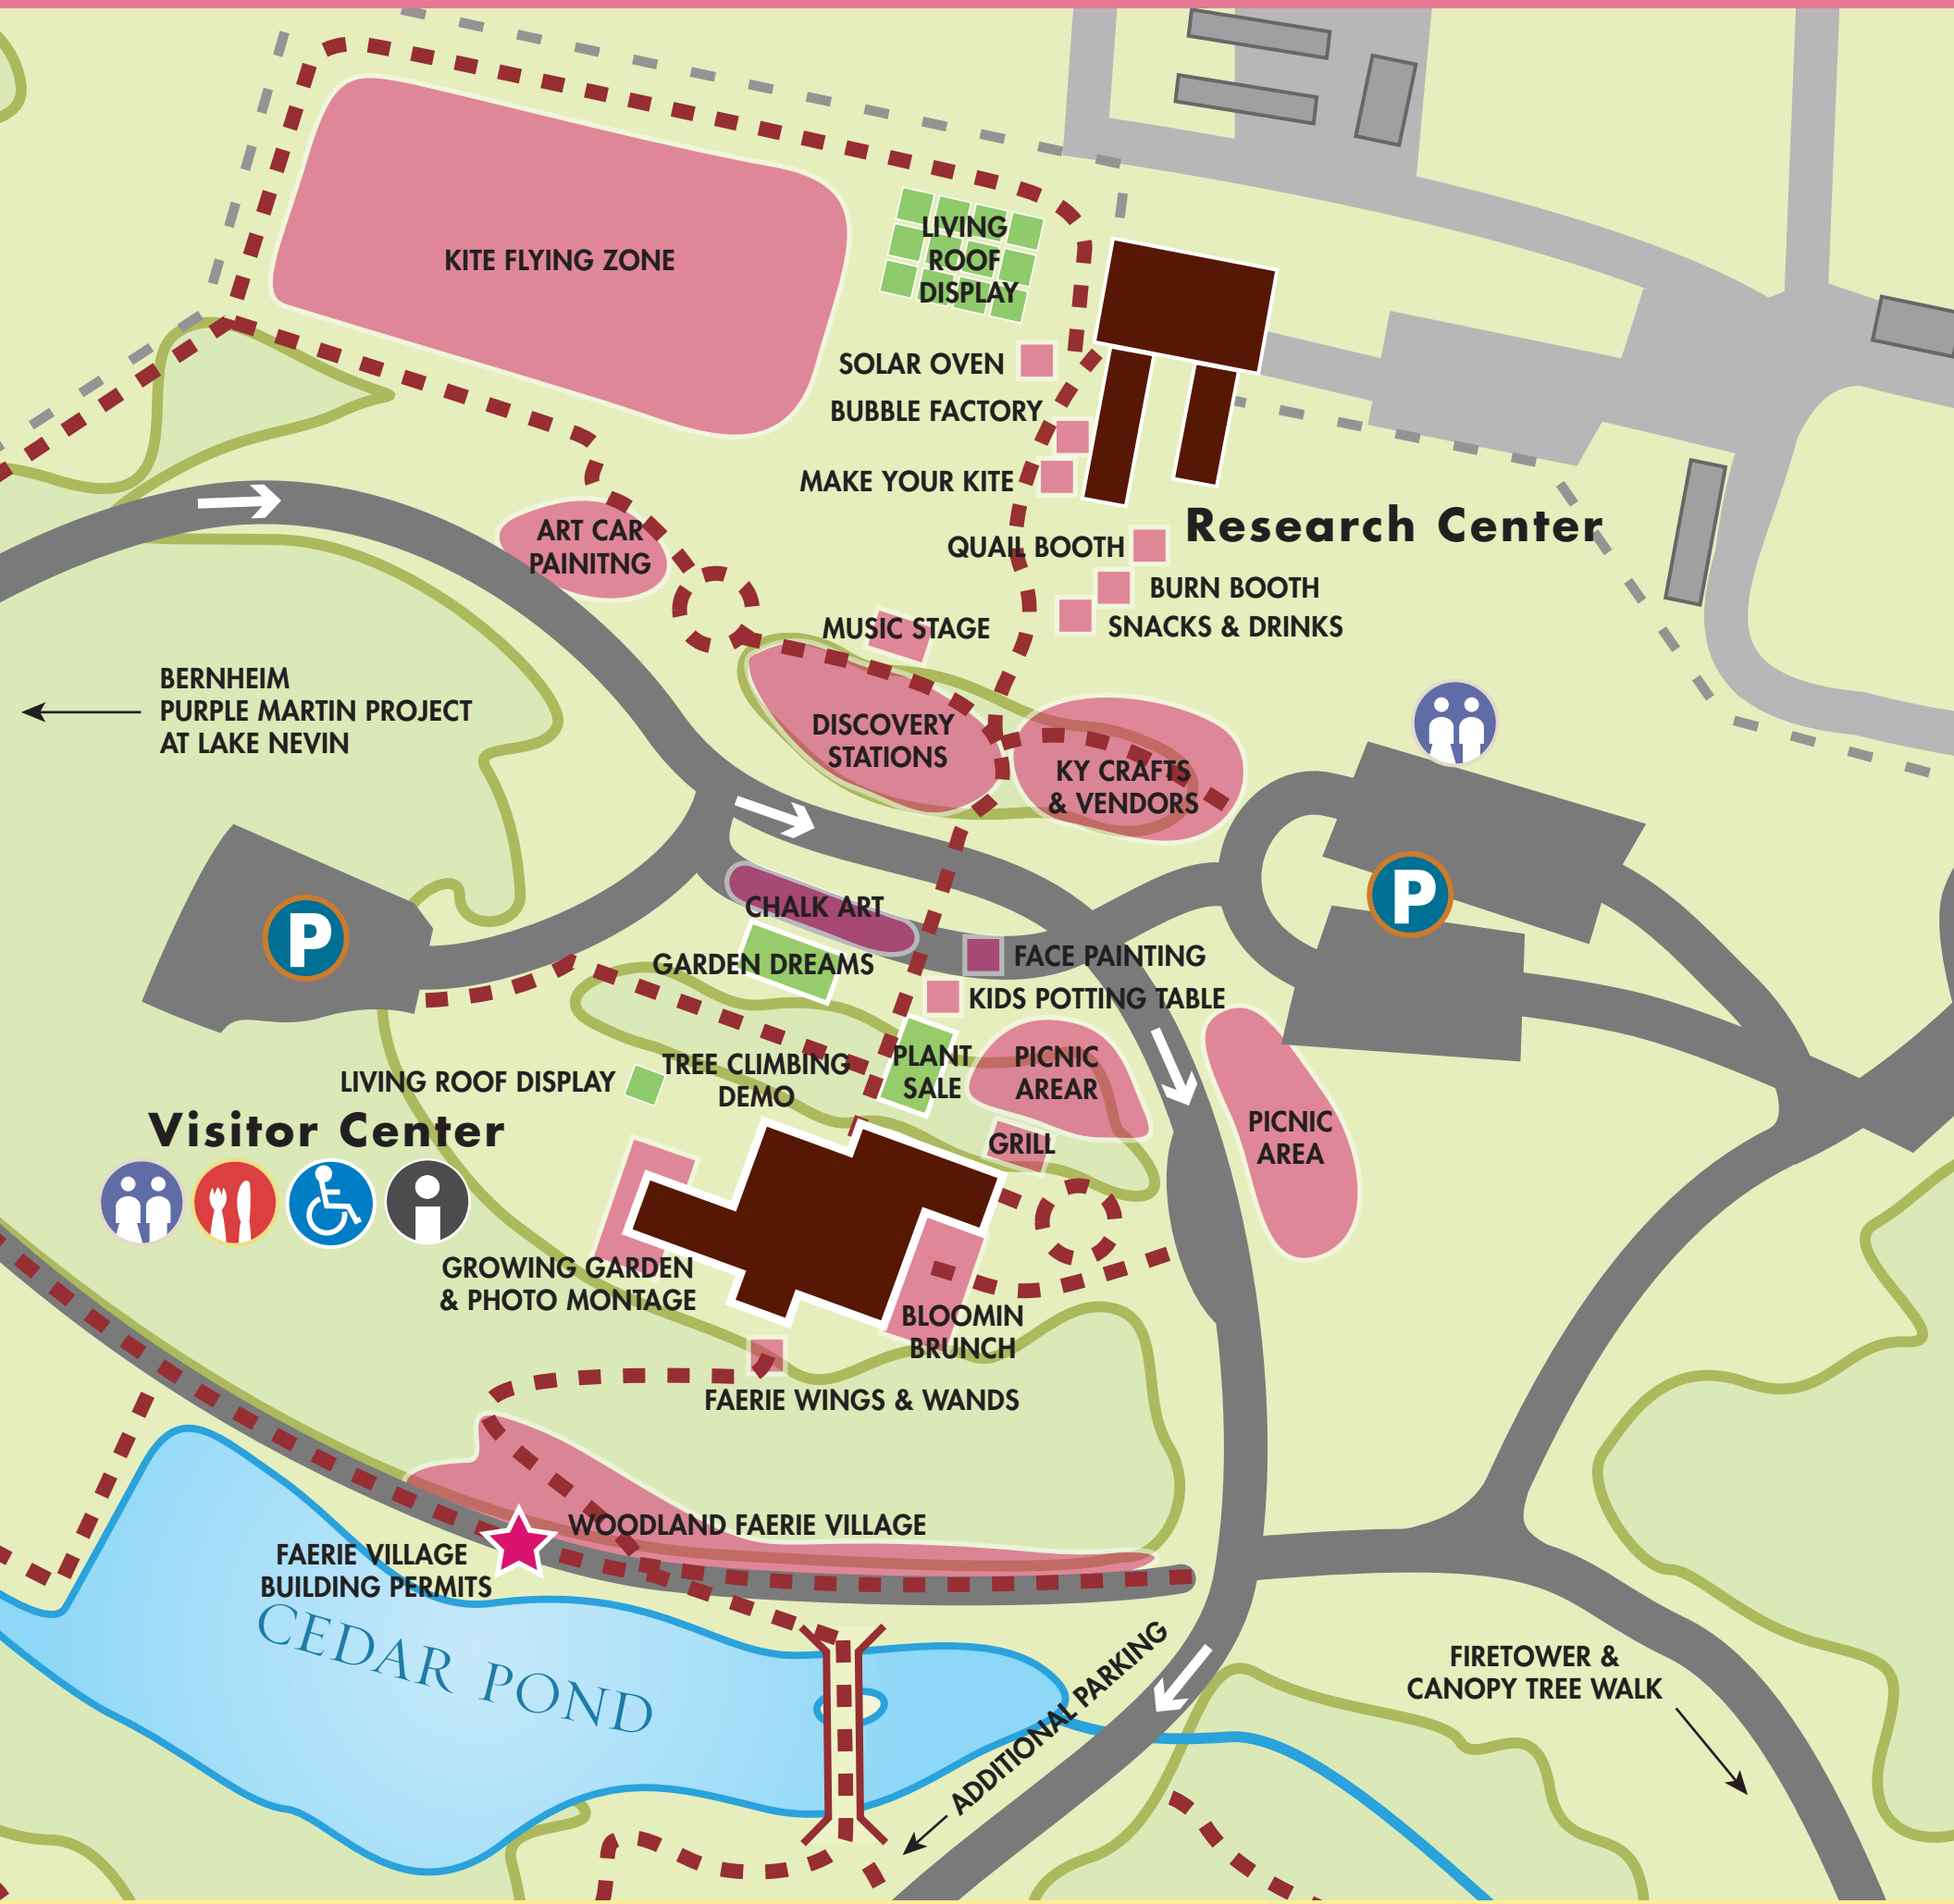 LIVING
ROOF
DISPLAY
KITE FLYING ZONE
SOLAR OVEN
BUBBLE FACTORY
MAKE YOUR KITE
Research Center
ART CAR
PAINITNG
QUAIL BOOTH
BURN BOOTH
SNACKS & DRINKS
MUSIC STAGE
BERNHEIM
PURPLE MARTIN PROJECT
AT LAKE NEVIN
DISCOVERY
STATIONS
KY CRAFTS
& VENDORS
P
P
CHALK ART
GARDEN DREAMS
FACE PAINTING
KIDS POTTING TABLE
PLANT
SALE
PICNIC
AREAR
TREE CLIMBING
DEMO
LIVING ROOF DISPLAY
Visitor Center
PICNIC
AREA
GRILL
GROWING GARDEN
& PHOTO MONTAGE
BLOOMIN
BRUNCH
FAERIE WINGS & WANDS
WOODLAND FAERIE VILLAGE
FAERIE VILLAGE
BUILDING PERMITS
CEDAR POND
ADDITIONAL PARKING
FIRETOWER &
CANOPY TREE WALK